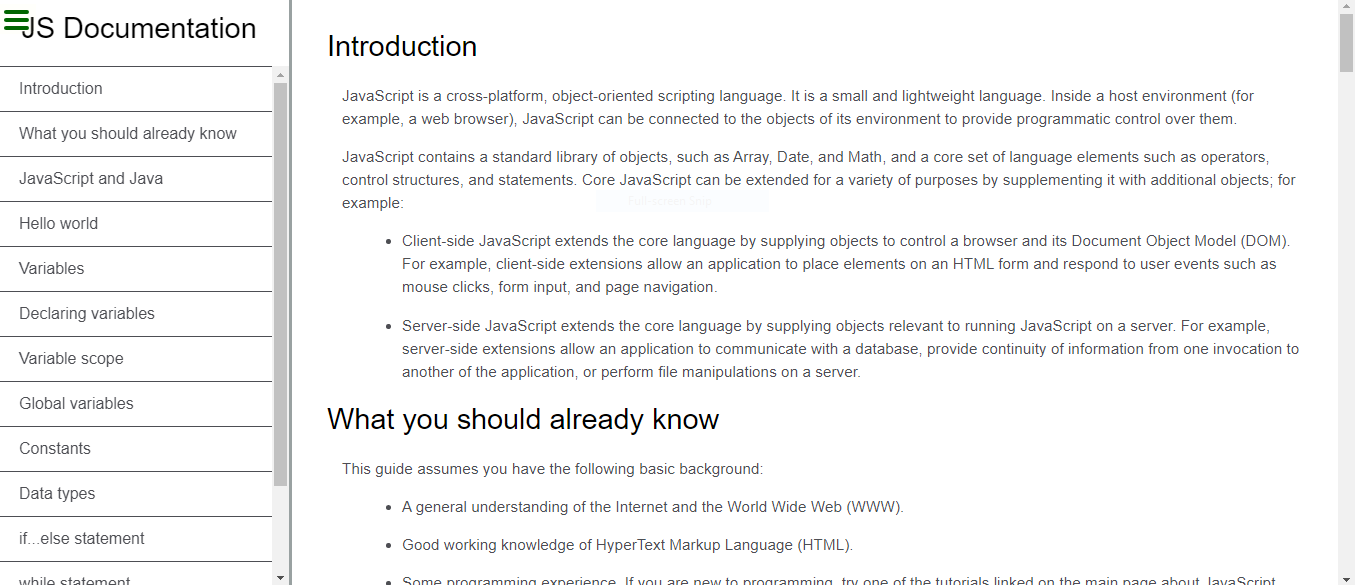 JS Documentation
Introduction
What you should already know
JavaScript and Java
Hello world
Variables
Declaring variables
Variable scope
Global variables
Constants
Data types
if...else statement
while statement
Introduction
JavaScript is a cross-platform, object-oriented scripting language. It is a small and lightweight language. Inside a host environment (for
example, a web browser), JavaScript can be connected to the objects of its environment to provide programmatic control over them.
JavaScript contains a standard library of objects, such as Array, Date, and Math, and a core set of language elements such as operators,
control structures, and statements. Core JavaScript can be extended for a variety of purposes by supplementing it with additional objects; for
example:
Full-screen Snip
• Client-side JavaScript extends the core language by supplying objects to control a browser and its Document Object Model (DOM).
For example, client-side extensions allow an application to place elements on an HTML form and respond to user events such as
mouse clicks, form input, and page navigation.
• Server-side JavaScript extends the core language by supplying objects relevant to running JavaScript on a server. For example,
server-side extensions allow an application to communicate with a database, provide continuity of information from one invocation to
another of the application, or perform file manipulations on a server.
What you should already know
This guide assumes you have the following basic background:
• A general understanding of the Internet and the World Wide Web (WWW).
• Good working knowledge of HyperText Markup Language (HTML).
• Some programming experience. If you are new to programming, try one of the tutorials linked on the main page about JavaScript.